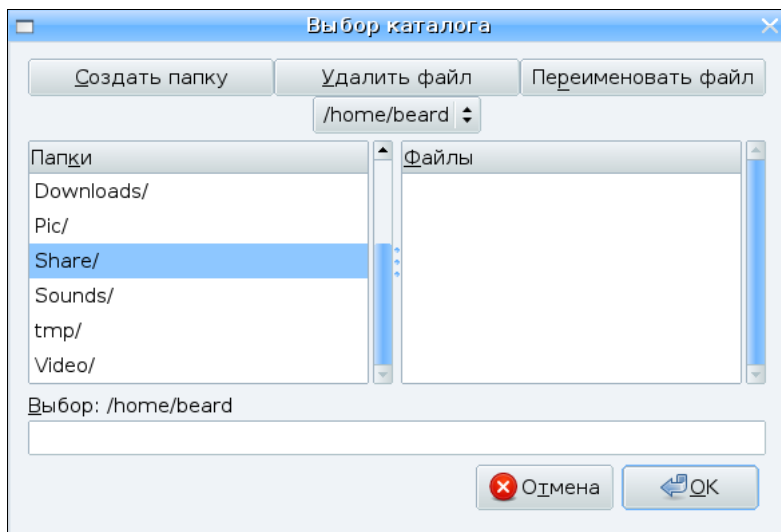 Выбор каталога
Создать папку Удалить файл Переименовать файл
/home/beard
Папки
Downloads/
Pic/
Share/
Sounds/
tmp/
Video/
Файлы
Выбор: /home/beard
Отмена OK